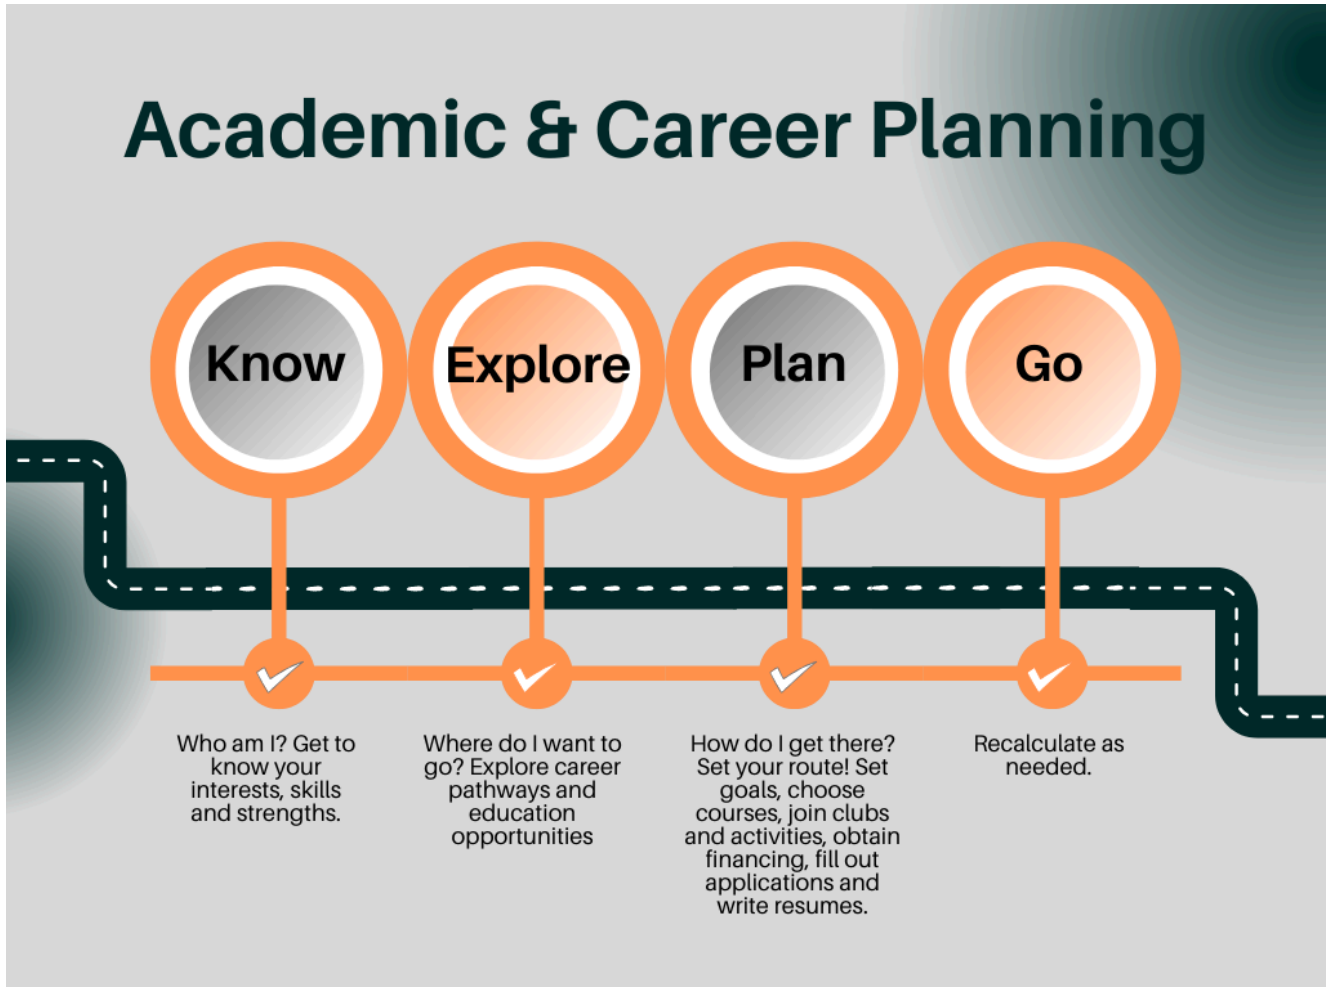 Academic & Career Planning
Know
Explore
Plan
Go
Who am I? Get to
know your
interests, skills
and strengths.
Where do I want to
go? Explore career
pathways and
education
opportunities
How do I get there?
Set your route! Set
goals, choose
courses, join clubs
and activities, obtain
financing, fill out
applications and
write resumes.
Recalculate as
needed.